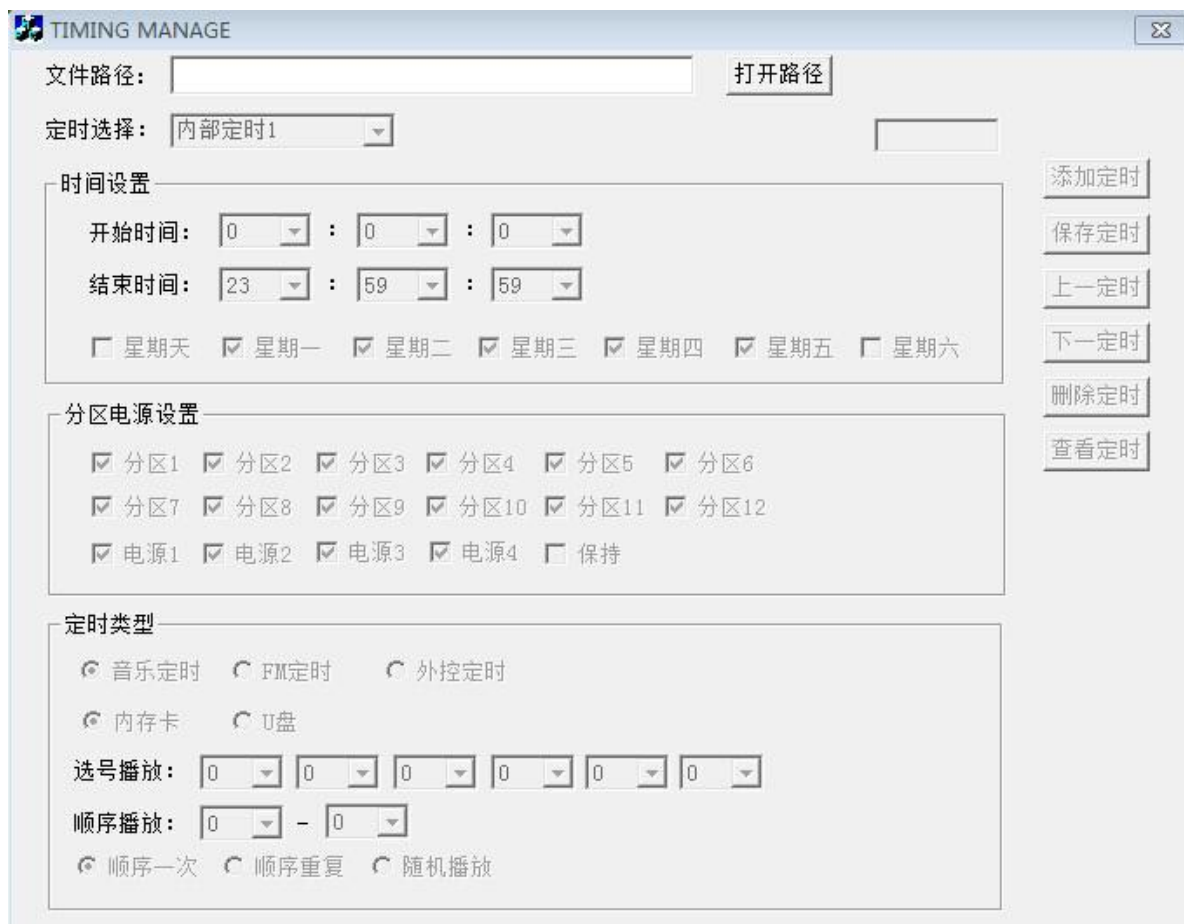 TIMING MANAGE
文件路径: 打开路径
定时选择: 内部定时1
添加定时
时间设置
开始时间: 0 : 0 : 0
保存定时
结束时间: 23 : 59 : 59
上一定时
星期天 星期一 星期二 星期三 星期四 星期五 星期六
下一定时
删除定时
分区电源设置
查看定时
分区1 分区2 分区3 分区4 分区5 分区6
分区7 分区8 分区9 分区10 分区11 分区12
电源1 电源2 电源3 电源4 保持
定时类型
音乐定时 FM定时 外控定时
内存卡 U盘
选号播放: 0 0 0 0 0 0
顺序播放: 0 - 0
顺序一次 顺序重复 随机播放